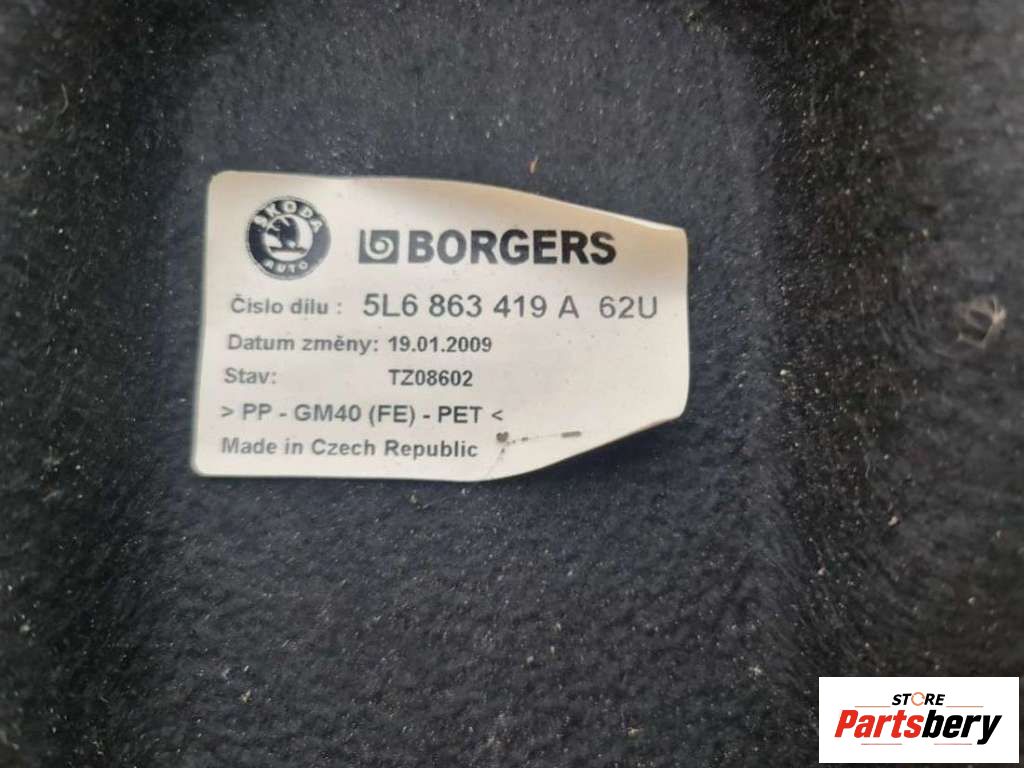 ŠKODA
AUTO
BORGERS
Číslo dílu : 5L6 863 419 A 62U
Datum změny: 19.01.2009
Stav: TZ08602
> PP - GM40 (FE) - PET <
Made in Czech Republic
STORE
Partsbery